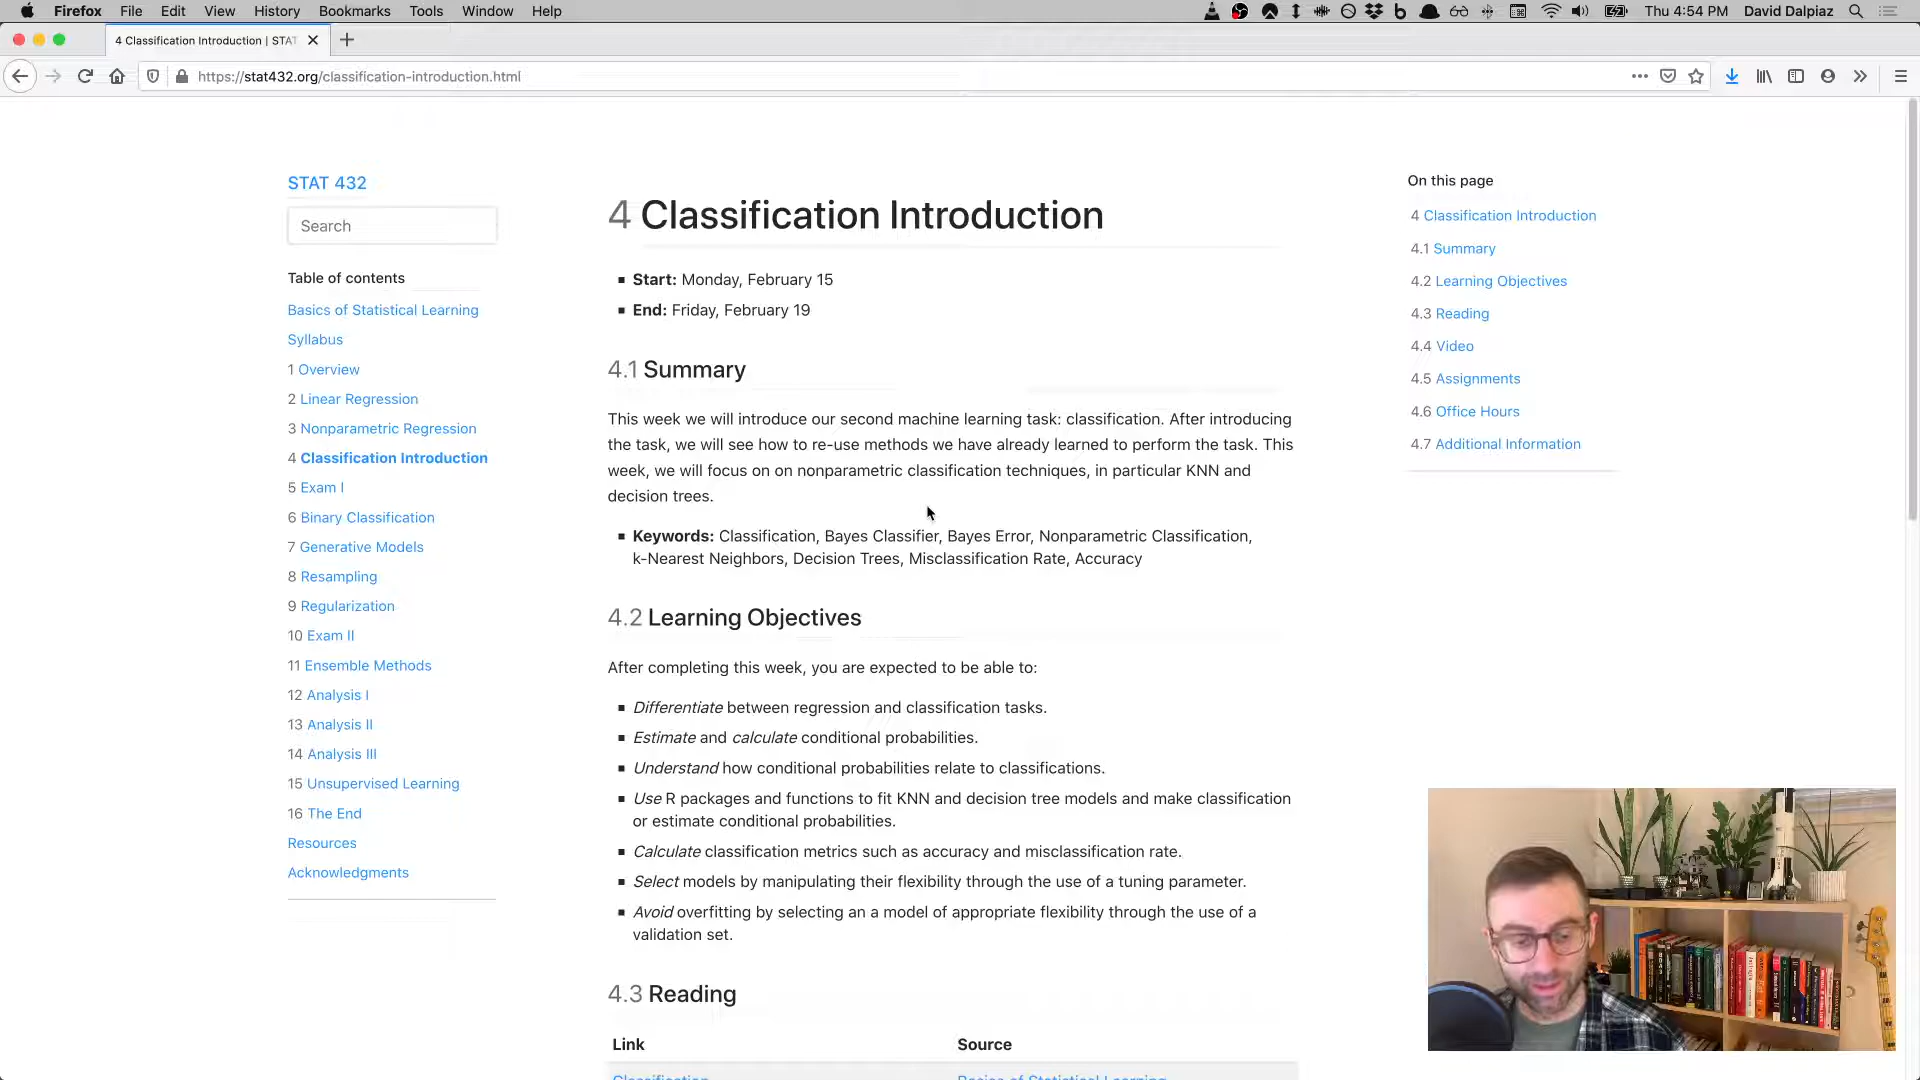 Firefox File Edit View History Bookmarks Tools Window Help Thu 4:54 PM David Dalpiaz
4 Classification Introduction | STAT
https://stat432.org/classification-introduction.html
STAT 432
Search
Table of contents
Basics of Statistical Learning
Syllabus
1 Overview
2 Linear Regression
3 Nonparametric Regression
4 Classification Introduction
5 Exam I
6 Binary Classification
7 Generative Models
8 Resampling
9 Regularization
10 Exam II
11 Ensemble Methods
12 Analysis I
13 Analysis II
14 Analysis III
15 Unsupervised Learning
16 The End
Resources
Acknowledgments
4 Classification Introduction
Start: Monday, February 15
End: Friday, February 19
4.1 Summary
This week we will introduce our second machine learning task: classification. After introducing
the task, we will see how to re-use methods we have already learned to perform the task. This
week, we will focus on on nonparametric classification techniques, in particular KNN and
decision trees.
Keywords: Classification, Bayes Classifier, Bayes Error, Nonparametric Classification,
k-Nearest Neighbors, Decision Trees, Misclassification Rate, Accuracy
4.2 Learning Objectives
After completing this week, you are expected to be able to:
Differentiate between regression and classification tasks.
Estimate and calculate conditional probabilities.
Understand how conditional probabilities relate to classifications.
Use R packages and functions to fit KNN and decision tree models and make classification
or estimate conditional probabilities.
Calculate classification metrics such as accuracy and misclassification rate.
Select models by manipulating their flexibility through the use of a tuning parameter.
Avoid overfitting by selecting an a model of appropriate flexibility through the use of a
validation set.
4.3 Reading
Link Source
Classification Basics of Statistical Learning
On this page
4 Classification Introduction
4.1 Summary
4.2 Learning Objectives
4.3 Reading
4.4 Video
4.5 Assignments
4.6 Office Hours
4.7 Additional Information